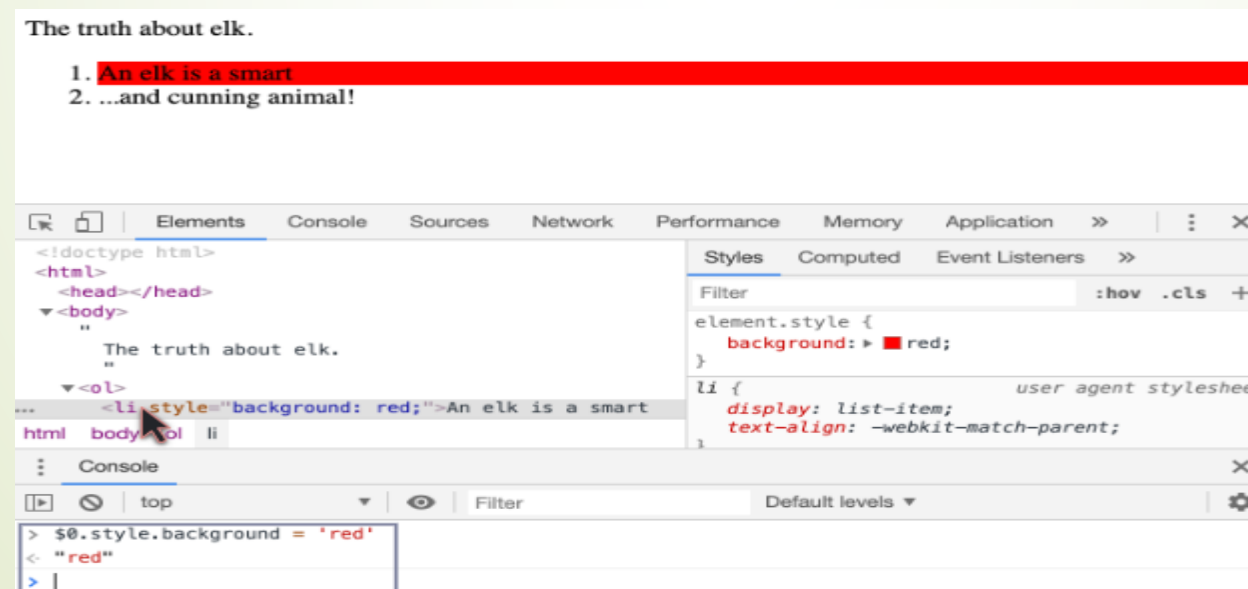 The truth about elk.
1. An elk is a smart
2. ...and cunning animal!
Elements Console Sources Network Performance Memory Application »
<!doctype html>
<html>
<head></head>
▼<body>
"
The truth about elk.
"
▼<ol>
... <li style="background: red;">An elk is a smart
html body ol li
Styles Computed Event Listeners »
Filter :hov .cls +
element.style {
background: ▶ red;
}
li { user agent styleshee
display: list-item;
text-align: -webkit-match-parent;
}
Console
top ▼ Filter Default levels ▼
> $0.style.background = 'red'
<· "red"
>